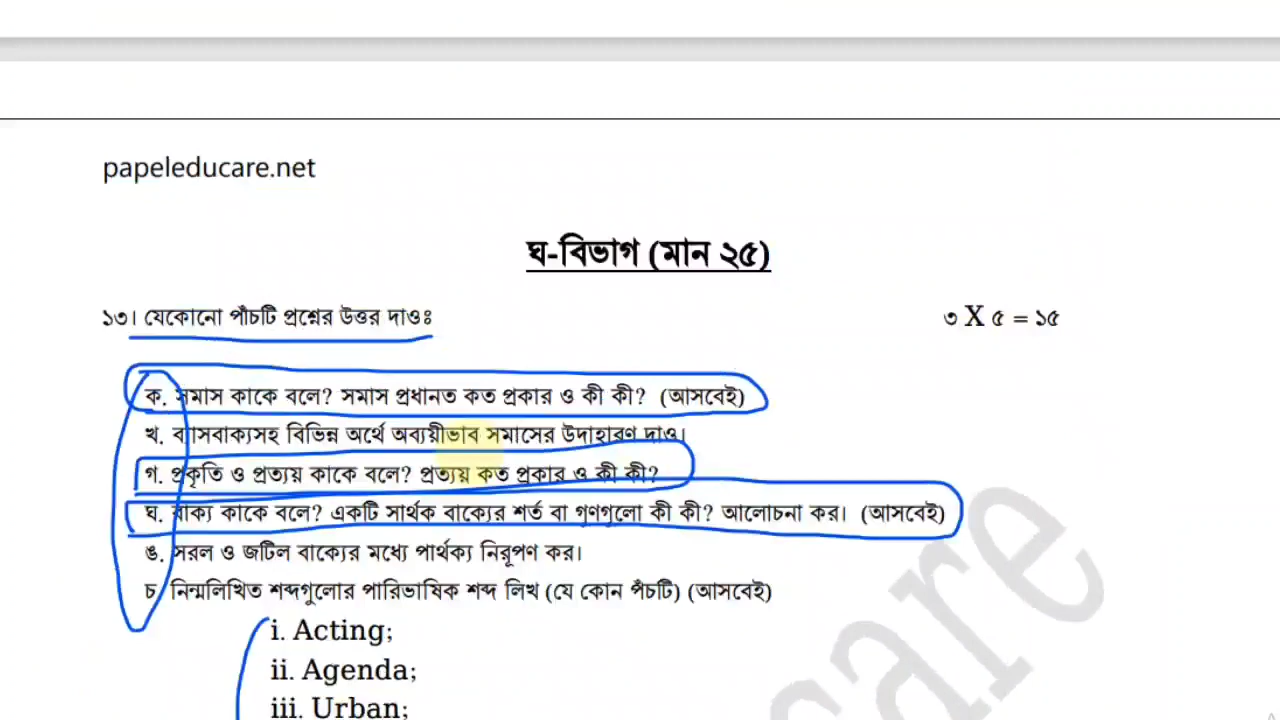 papeleducare.net
ঘ-বিভাগ (মান ২৫)
১৩। যেকোনো পাঁচটি প্রশ্নের উত্তর দাওঃ ৩ X ৫ = ১৫
ক. সমাস কাকে বলে? সমাস প্রধানত কত প্রকার ও কী কী? (আসবেই)
খ. ব্যাসবাক্যসহ বিভিন্ন অর্থে অব্যয়ীভাব সমাসের উদাহারণ দাও।
গ. প্রকৃতি ও প্রত্যয় কাকে বলে? প্রত্যয় কত প্রকার ও কী কী?
ঘ. বাক্য কাকে বলে? একটি সার্থক বাক্যের শর্ত বা গুণগুলো কী কী? আলোচনা কর। (আসবেই)
ঙ. সরল ও জটিল বাক্যের মধ্যে পার্থক্য নিরূপণ কর।
চ. নিন্মলিখিত শব্দগুলোর পারিভাষিক শব্দ লিখ (যে কোন পঁচটি) (আসবেই)
i. Acting;
ii. Agenda;
iii. Urban;
care